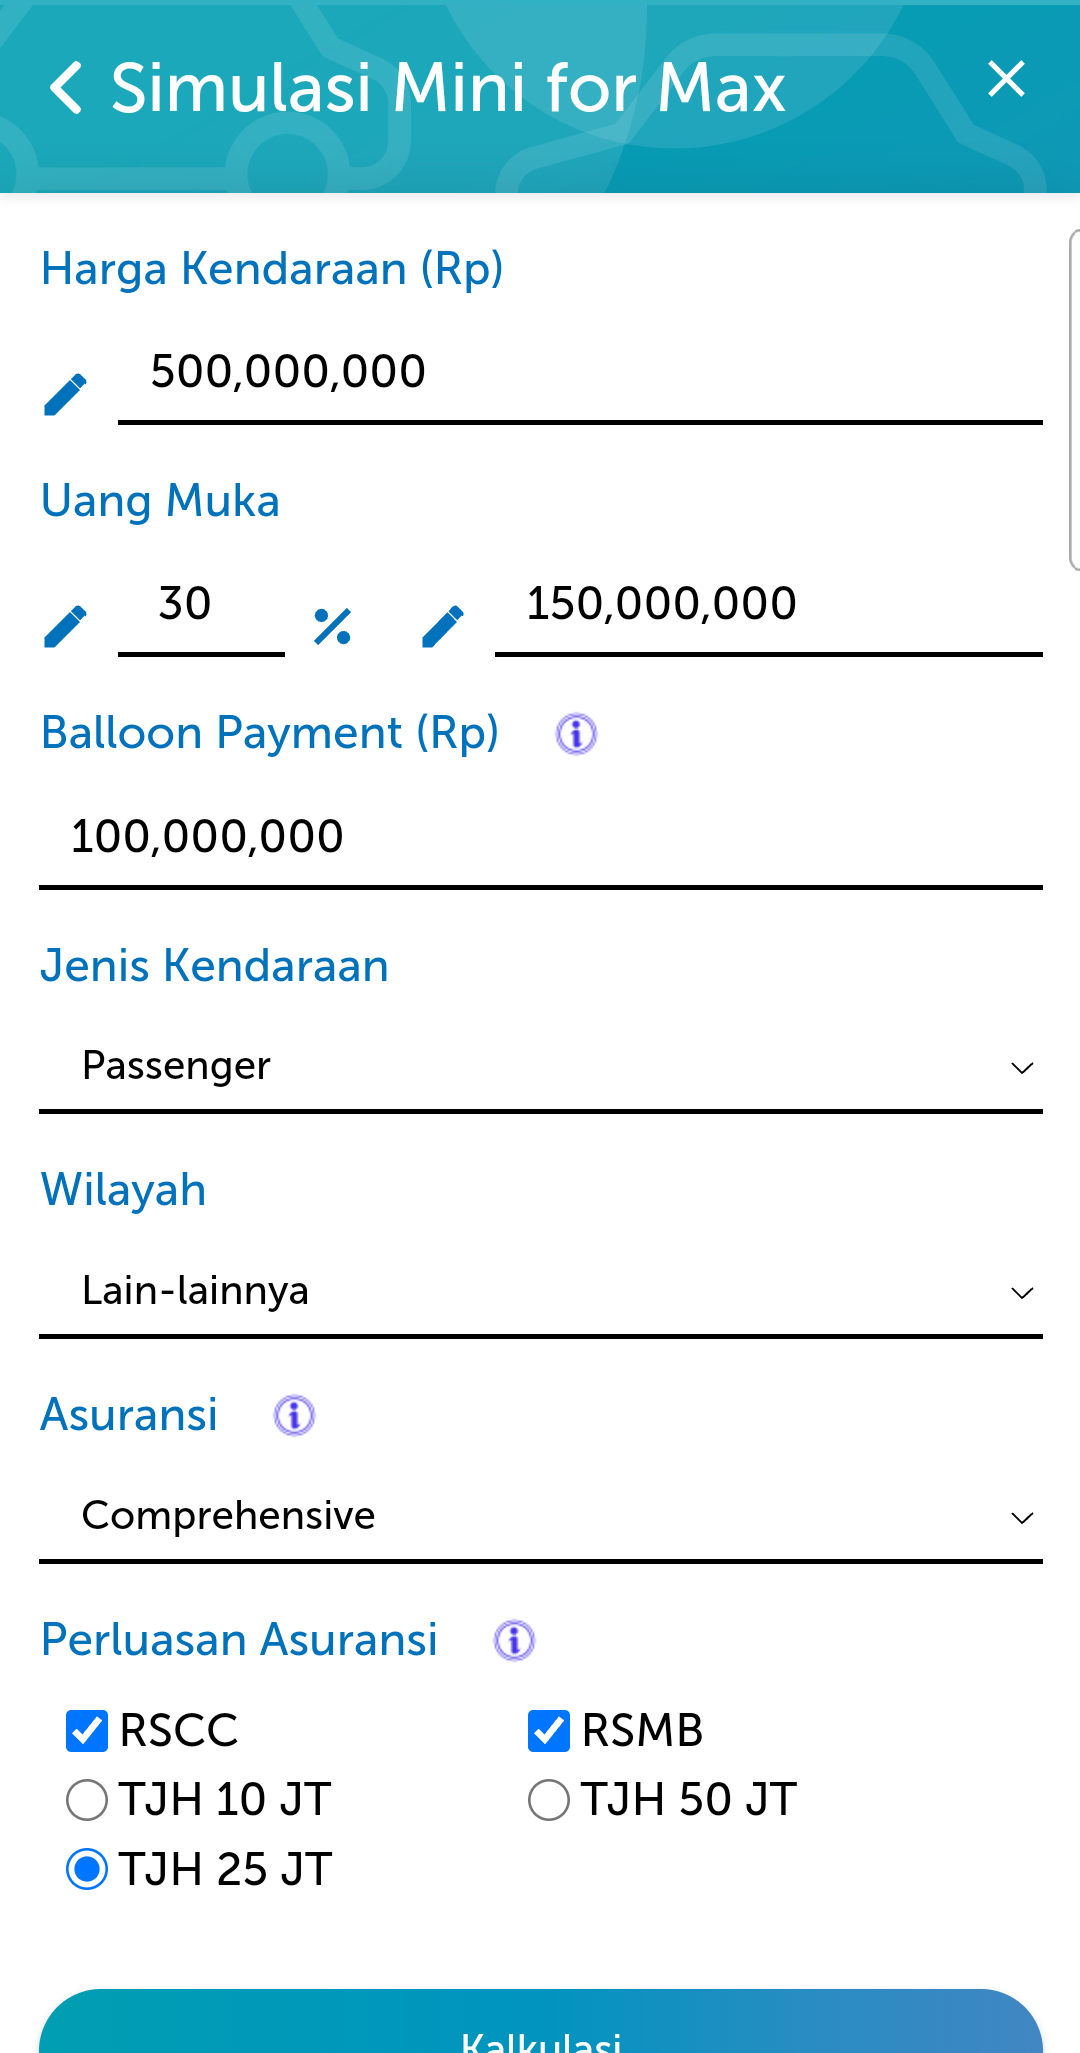 Simulasi Mini for Max
Harga Kendaraan (Rp)
500,000,000
Uang Muka
30 % 150,000,000
Balloon Payment (Rp)
100,000,000
Jenis Kendaraan
Passenger
Wilayah
Lain-lainnya
Asuransi
Comprehensive
Perluasan Asuransi
RSCC RSMB
TJH 10 JT TJH 50 JT
TJH 25 JT
Kalkulasi